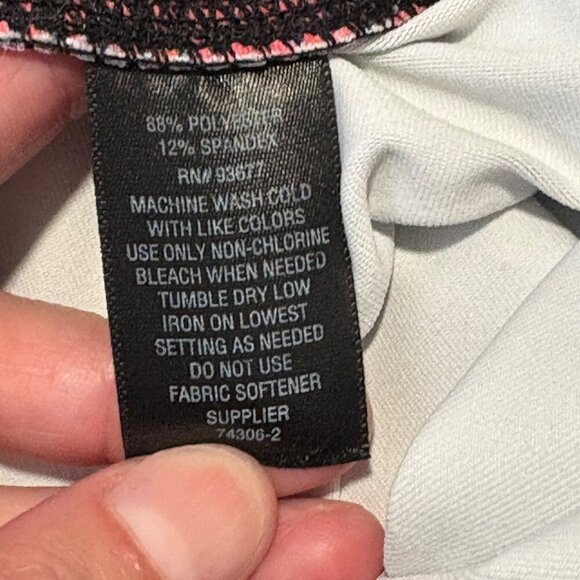 88% POLYESTER
12% SPANDEX
RN# 93677
MACHINE WASH COLD
WITH LIKE COLORS
USE ONLY NON-CHLORINE
BLEACH WHEN NEEDED
TUMBLE DRY LOW
IRON ON LOWEST
SETTING AS NEEDED
DO NOT USE
FABRIC SOFTENER
SUPPLIER
74306-2